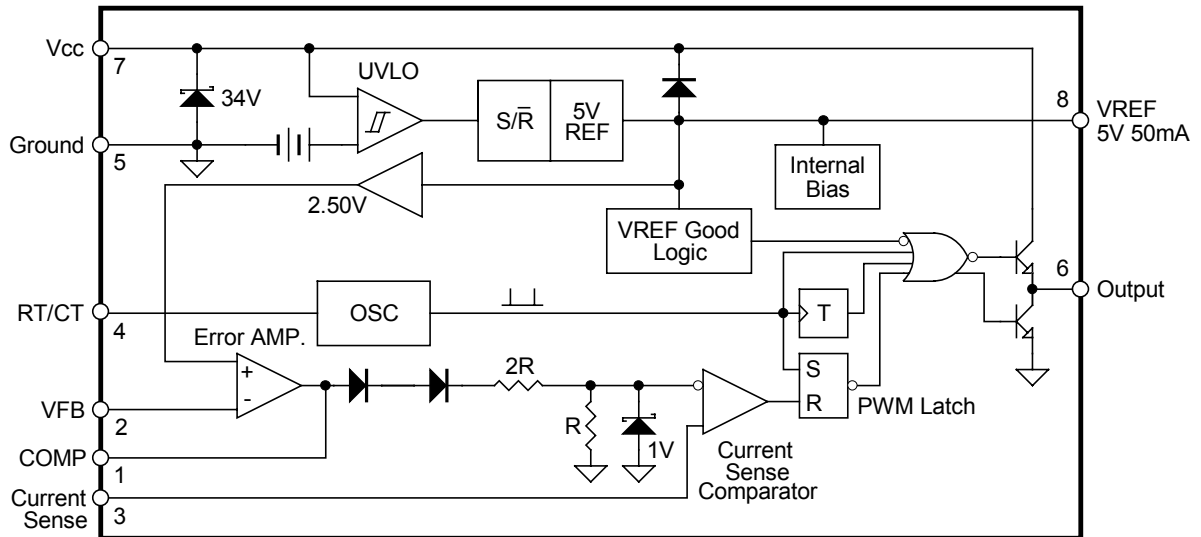 Vcc
7
UVLO
34V
S/R̅
5V
REF
8
VREF
5V 50mA
Ground
5
Internal
Bias
2.50V
VREF Good
Logic
6
Output
RT/CT
4
OSC
T
Error AMP.
+
-
2R
S
R
PWM Latch
VFB
2
R
1V
Current
Sense
Comparator
COMP
1
Current
Sense
3